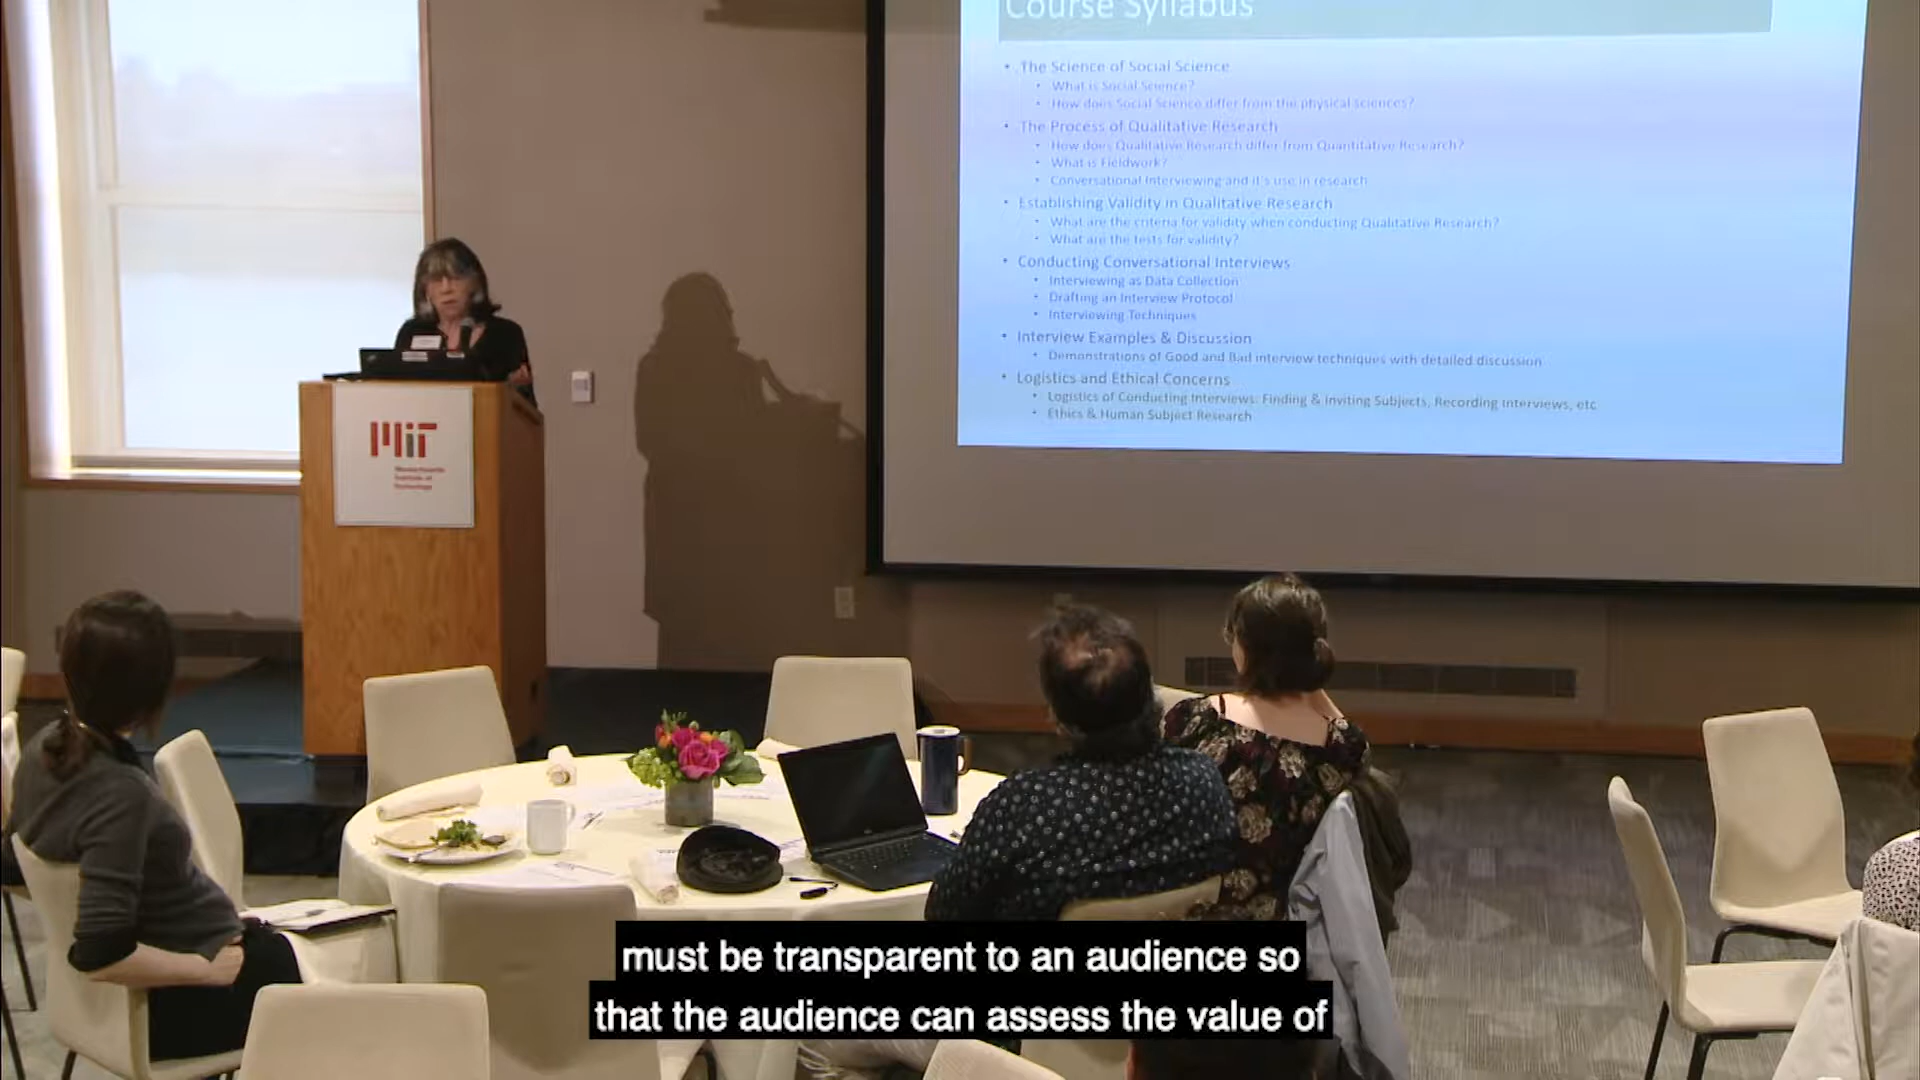 Course Syllabus
• The Science of Social Science
• What is Social Science?
• How does Social Science differ from the physical sciences?
• The Process of Qualitative Research
• How does Qualitative Research differ from Quantitative Research?
• What is Fieldwork?
• Conversational Interviewing and it's use in research
• Establishing Validity in Qualitative Research
• What are the criteria for validity when conducting Qualitative Research?
• What are the tests for validity?
• Conducting Conversational Interviews
• Interviewing as Data Collection
• Drafting an Interview Protocol
• Interviewing Techniques
• Interview Examples & Discussion
• Demonstrations of Good and Bad interview techniques with detailed discussion
• Logistics and Ethical Concerns
• Logistics of Conducting Interviews: Finding & Inviting Subjects, Recording Interviews, etc
• Ethics & Human Subject Research
MIT
Massachusetts
Institute of
Technology
must be transparent to an audience so
that the audience can assess the value of